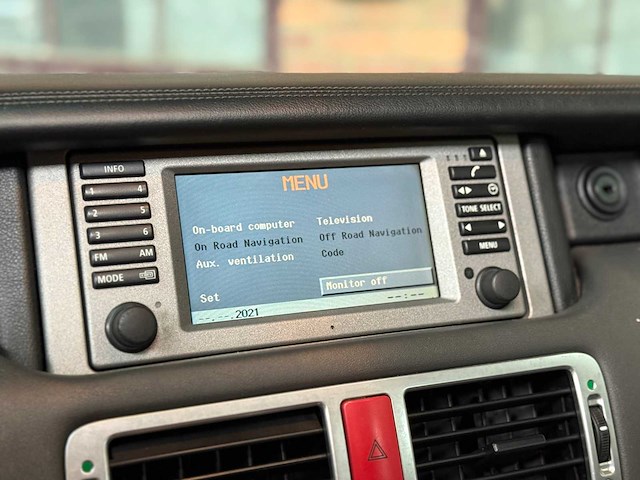 INFO
1 4
2 5
3 6
FM AM
MODE
MENU
On-board computer Television
On Road Navigation Off Road Navigation
Aux. ventilation Code
Set Monitor off
--.--.2021 --:--
TONE SELECT
MENU